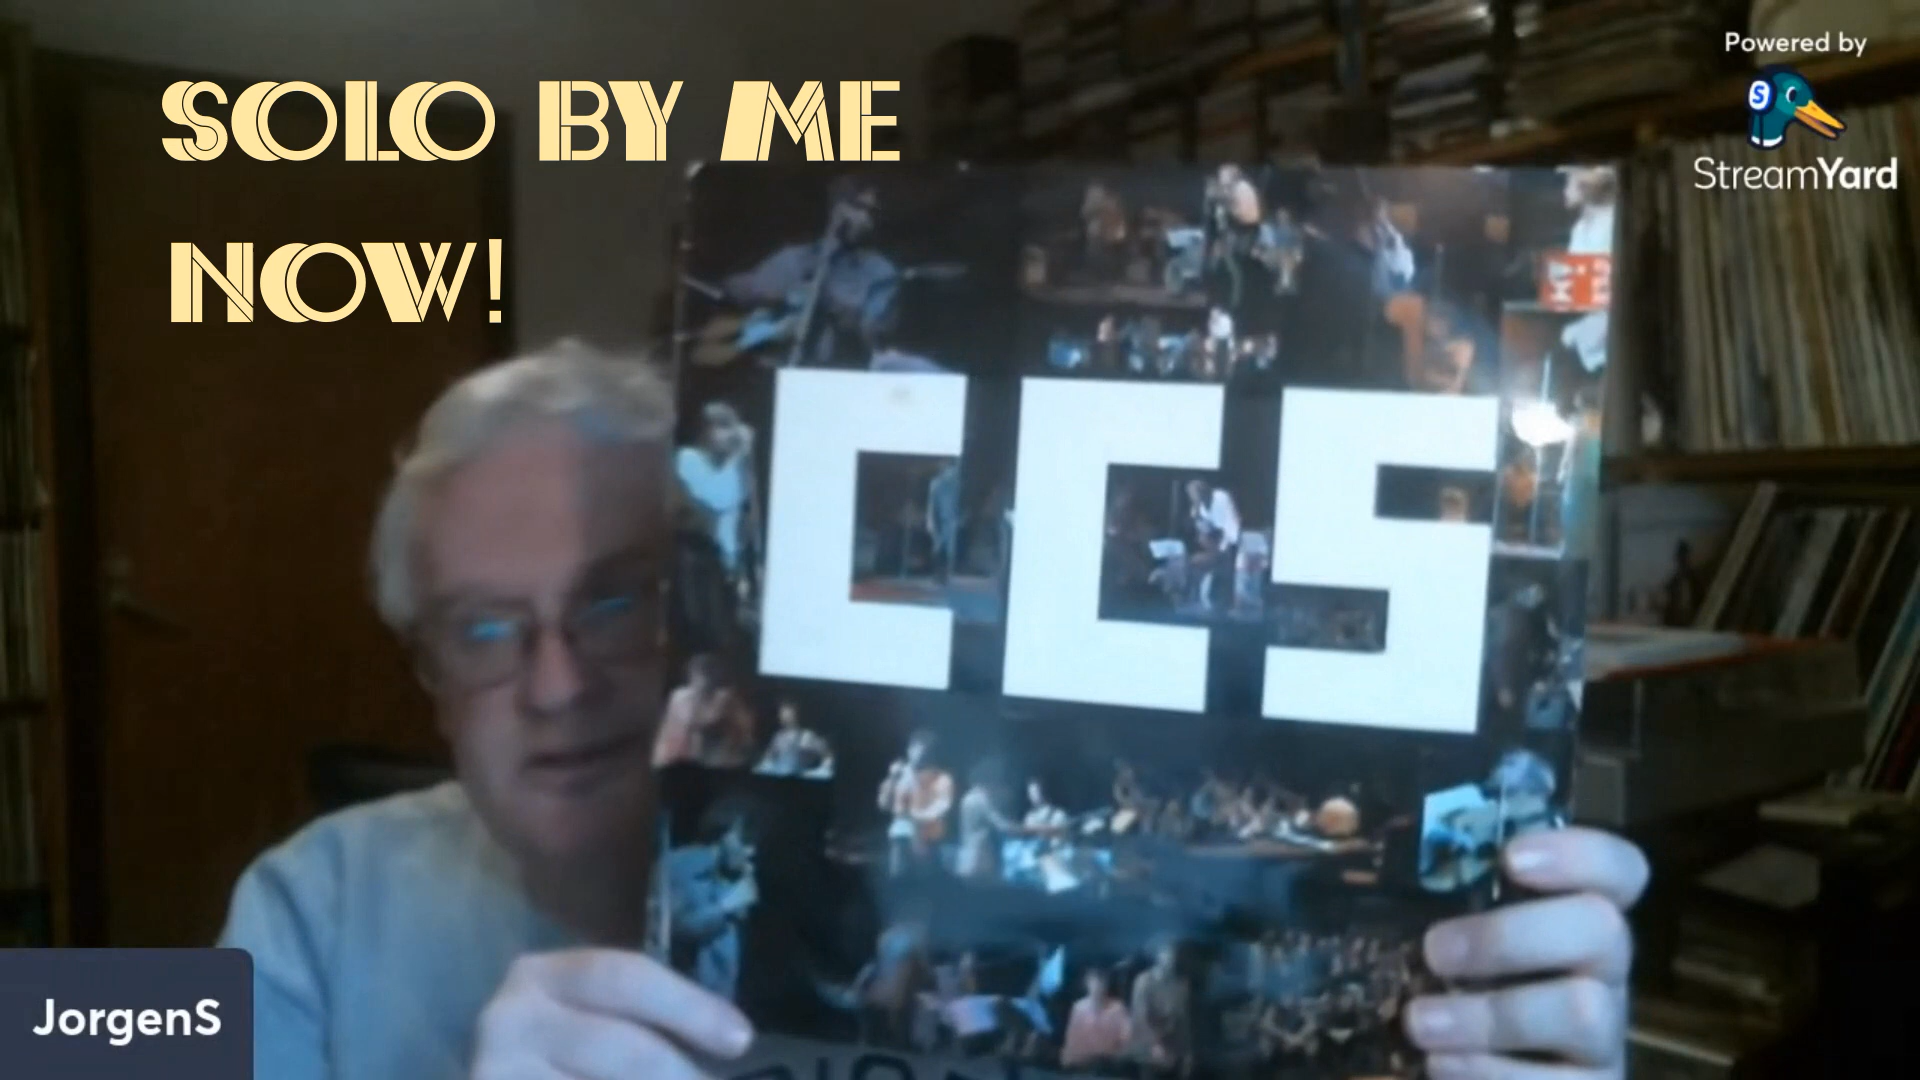 SOLO BY ME
NOW!
Powered by
S
StreamYard
CCS
JorgenS